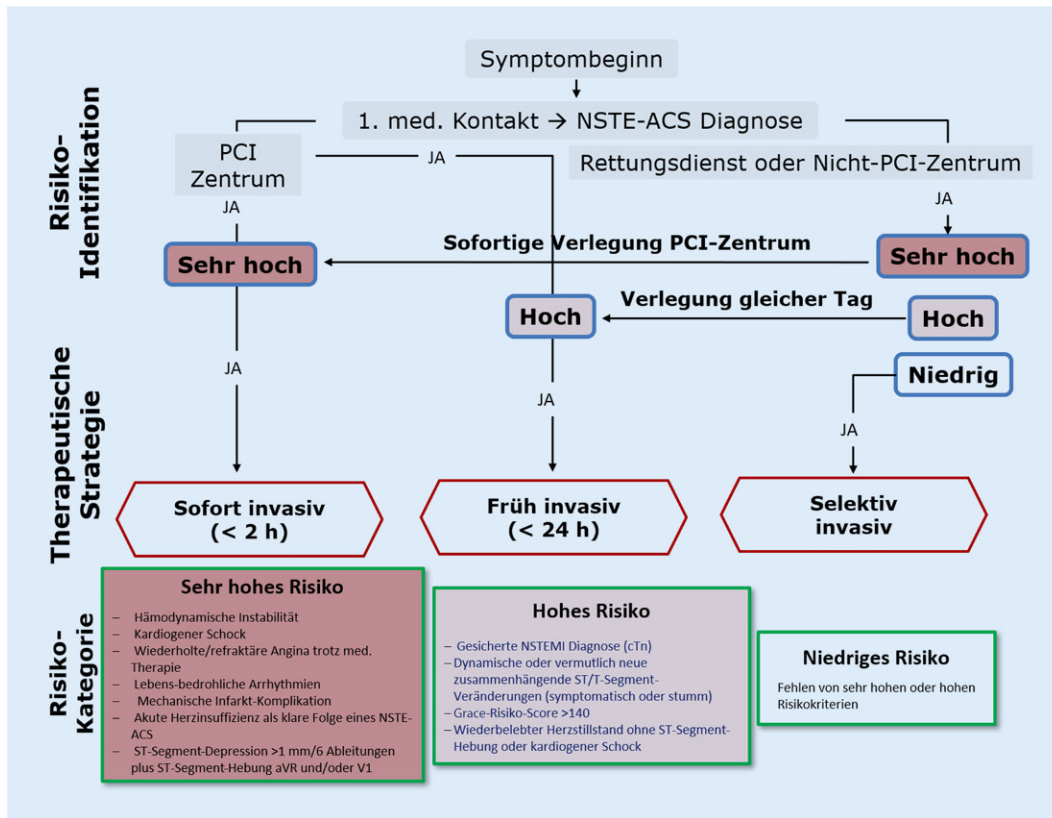 Symptombeginn
Risiko-
Identifikation
1. med. Kontakt → NSTE-ACS Diagnose
PCI
Zentrum
JA
Rettungsdienst oder Nicht-PCI-Zentrum
JA
JA
Sofortige Verlegung PCI-Zentrum
Sehr hoch
Sehr hoch
Verlegung gleicher Tag
Hoch
Hoch
Niedrig
Therapeutische
Strategie
JA
JA
JA
Sofort invasiv
(< 2 h)
Früh invasiv
(< 24 h)
Selektiv
invasiv
Risiko-
Kategorie
Sehr hohes Risiko
– Hämodynamische Instabilität
– Kardiogener Schock
– Wiederholte/refraktäre Angina trotz med.
Therapie
– Lebens-bedrohliche Arrhythmien
– Mechanische Infarkt-Komplikation
– Akute Herzinsuffizienz als klare Folge eines NSTE-
ACS
– ST-Segment-Depression >1 mm/6 Ableitungen
plus ST-Segment-Hebung aVR und/oder V1
Hohes Risiko
– Gesicherte NSTEMI Diagnose (cTn)
– Dynamische oder vermutlich neue
zusammenhängende ST/T-Segment-
Veränderungen (symptomatisch oder stumm)
– Grace-Risiko-Score >140
– Wiederbelebter Herzstillstand ohne ST-Segment-
Hebung oder kardiogener Schock
Niedriges Risiko
Fehlen von sehr hohen oder hohen
Risikokriterien